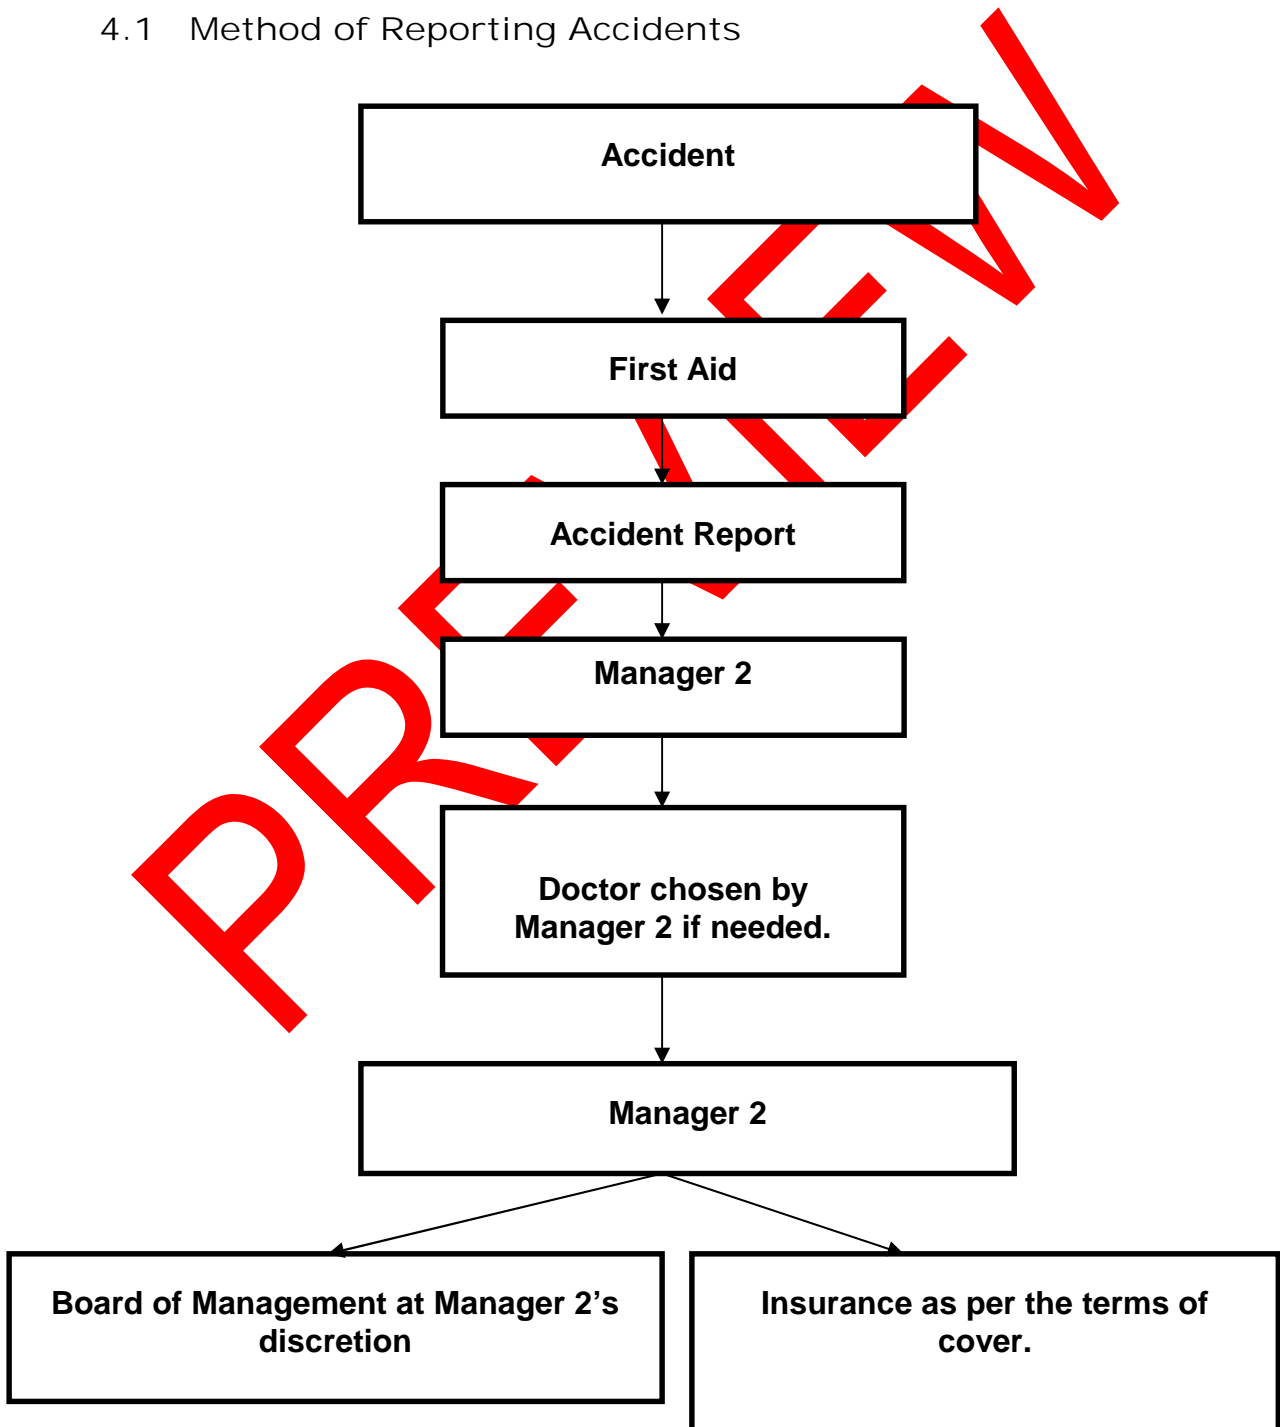 4.1 Method of Reporting Accidents
Accident
First Aid
Accident Report
Manager 2
Doctor chosen by
Manager 2 if needed.
Manager 2
Board of Management at Manager 2’s
discretion
Insurance as per the terms of
cover.
PREVIEW